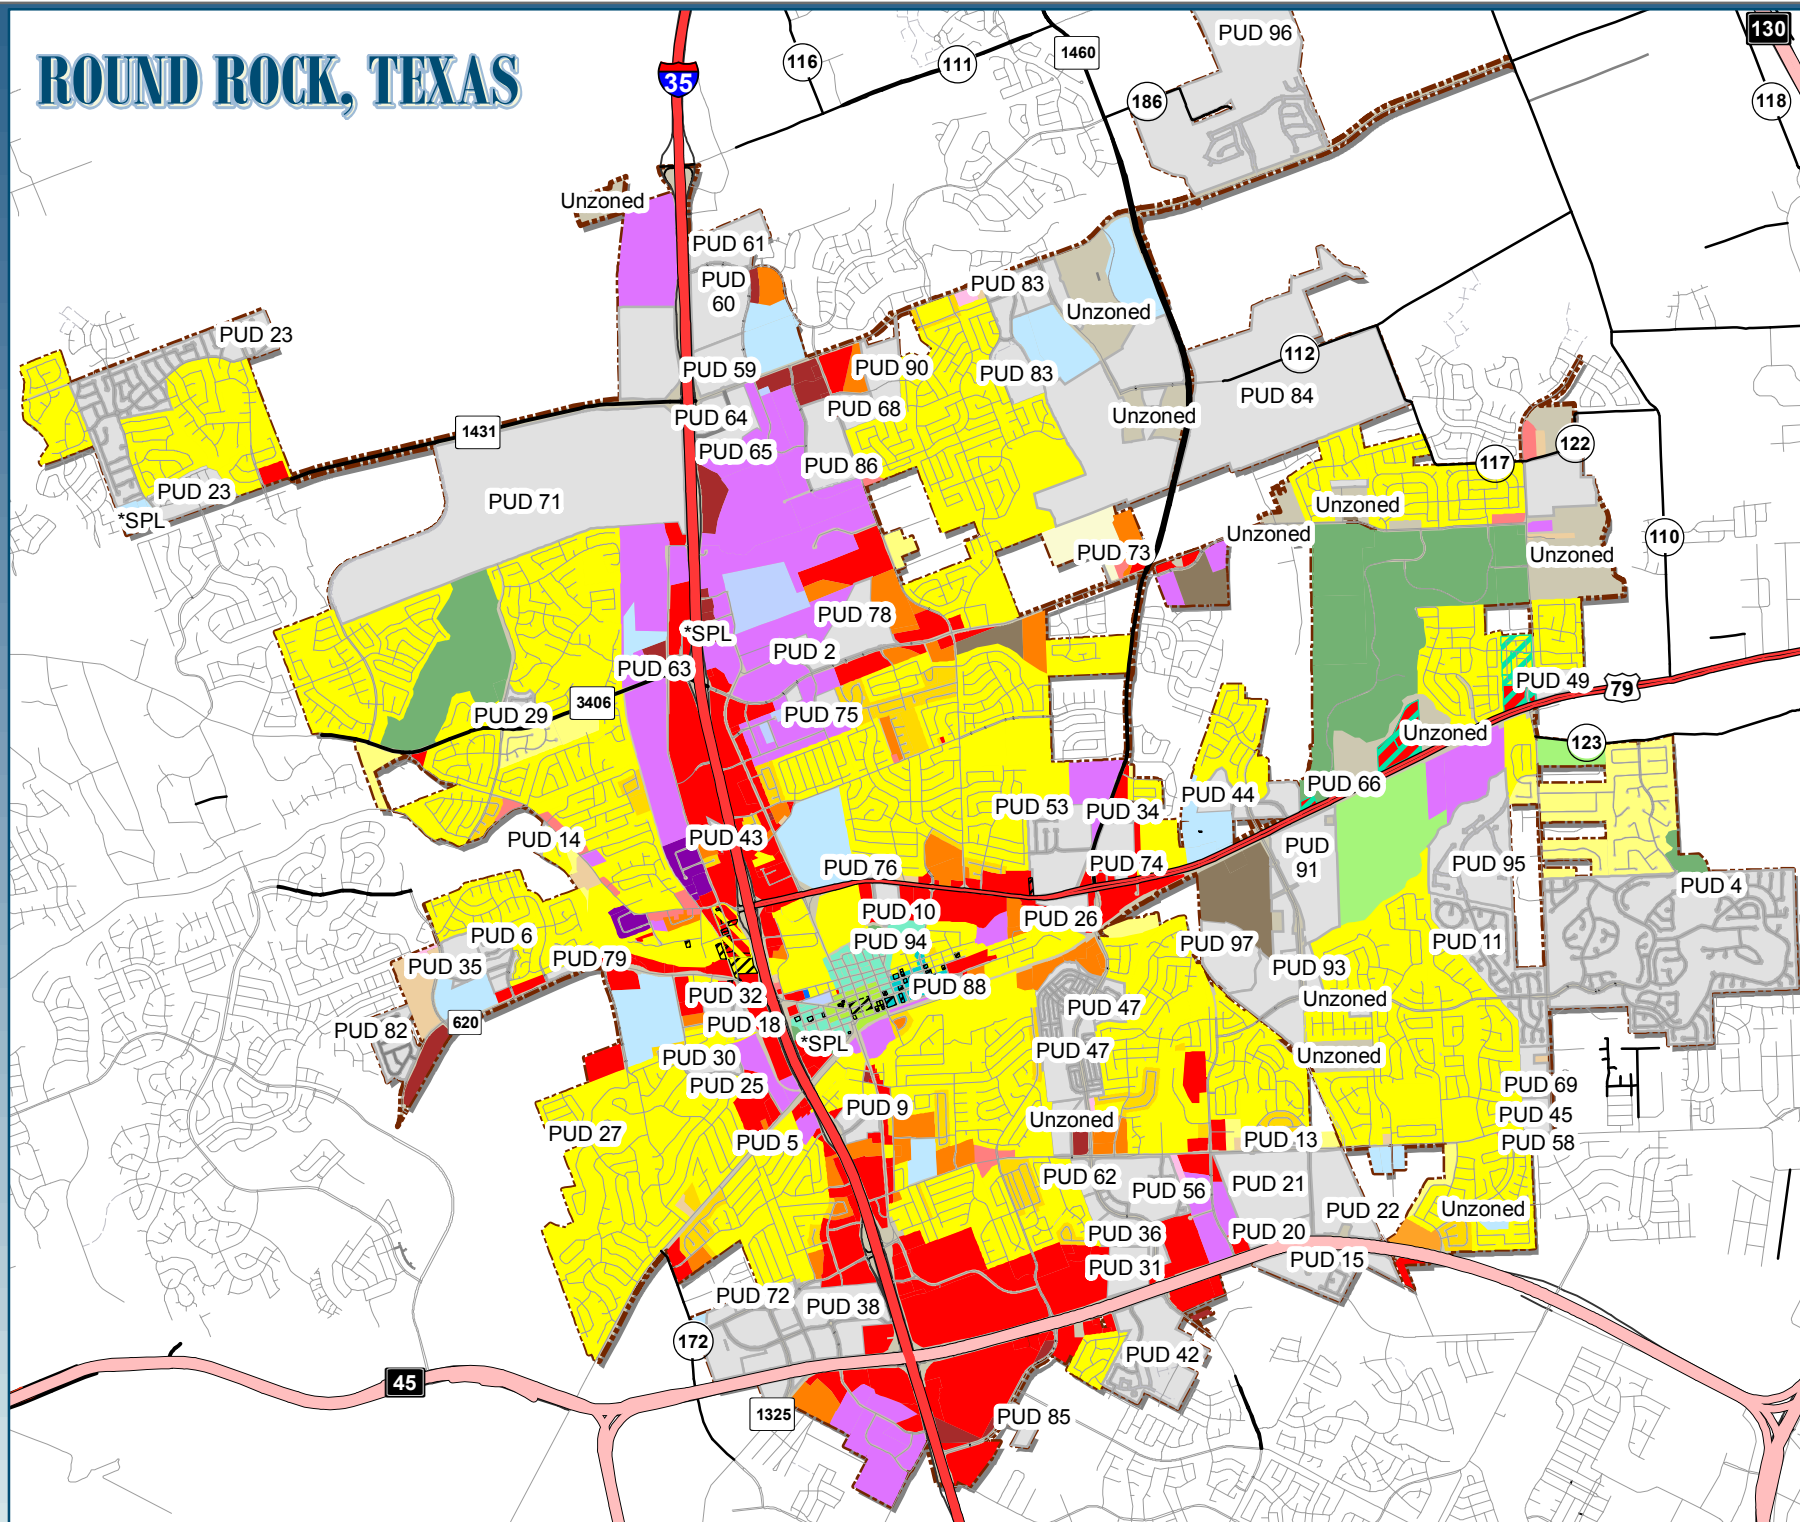 ROUND ROCK, TEXAS
35
116
111
1460
PUD 96
130
118
186
Unzoned
PUD 61
PUD
60
PUD 83
Unzoned
PUD 23
PUD 59
PUD 90
PUD 83
112
PUD 84
PUD 64
PUD 68
Unzoned
1431
PUD 65
PUD 86
117
122
PUD 23
*SPL
PUD 71
Unzoned
Unzoned
PUD 73
Unzoned
110
PUD 78
*SPL
PUD 2
PUD 63
3406
PUD 29
PUD 75
PUD 49
79
Unzoned
123
PUD 66
PUD 44
PUD 53
PUD 34
PUD 14
PUD 43
PUD 76
PUD 74
PUD
91
PUD 95
PUD 4
PUD 10
PUD 26
PUD 6
PUD 94
PUD 97
PUD 11
PUD 35
PUD 79
PUD 93
PUD 88
PUD 32
Unzoned
PUD 47
620
PUD 82
PUD 18
*SPL
PUD 30
PUD 47
Unzoned
PUD 25
PUD 69
PUD 9
Unzoned
PUD 45
PUD 27
PUD 5
PUD 13
PUD 58
PUD 62
PUD 56
PUD 21
PUD 22
Unzoned
PUD 36
PUD 20
PUD 31
PUD 15
PUD 72
PUD 38
172
PUD 42
45
1325
PUD 85